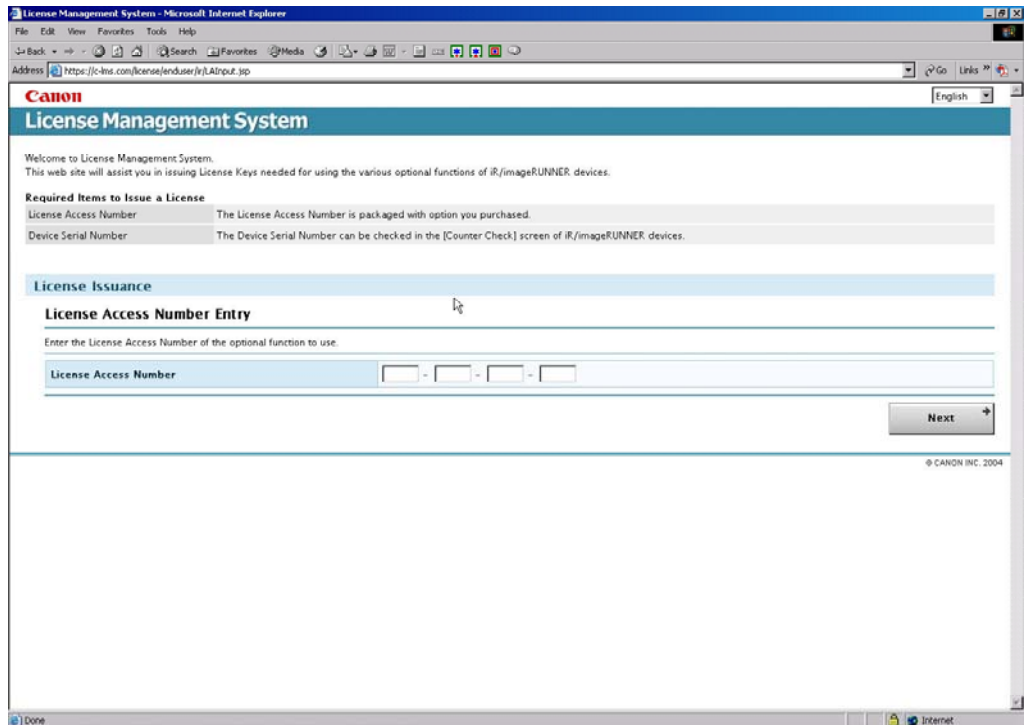 License Management System - Microsoft Internet Explorer
File Edit View Favorites Tools Help
Back Search Favorites Media
Address https://c-lms.com/license/enduser/ir/LAInput.jsp Go Links »
Canon English
License Management System
Welcome to License Management System.
This web site will assist you in issuing License Keys needed for using the various optional functions of iR/imageRUNNER devices.
Required Items to Issue a License
License Access Number The License Access Number is packaged with option you purchased.
Device Serial Number The Device Serial Number can be checked in the [Counter Check] screen of iR/imageRUNNER devices.
License Issuance
License Access Number Entry
Enter the License Access Number of the optional function to use.
License Access Number - - -
Next
© CANON INC. 2004
Done Internet